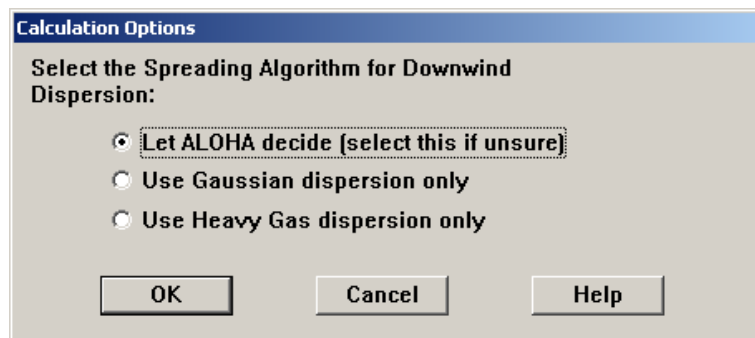 Calculation Options
Select the Spreading Algorithm for Downwind
Dispersion:
Let ALOHA decide (select this if unsure)
Use Gaussian dispersion only
Use Heavy Gas dispersion only
OK Cancel Help